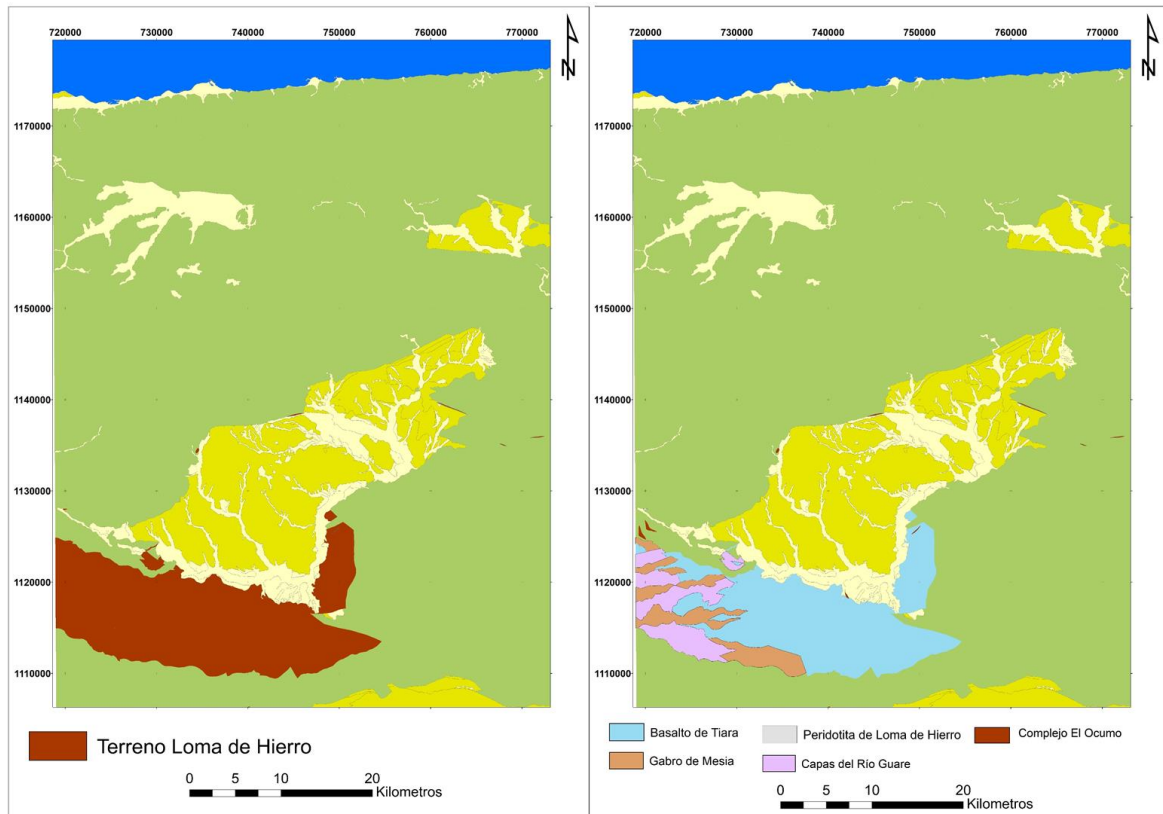 720000 730000 740000 750000 760000 770000
N
1170000
1160000
1150000
1140000
1130000
1120000
1110000
Terreno Loma de Hierro
0 5 10 20
Kilometros
720000 730000 740000 750000 760000 770000
N
1170000
1160000
1150000
1140000
1130000
1120000
1110000
Basalto de Tiara Peridotita de Loma de Hierro Complejo El Ocumo
Gabro de Mesia Capas del Río Guare
0 5 10 20
Kilometros